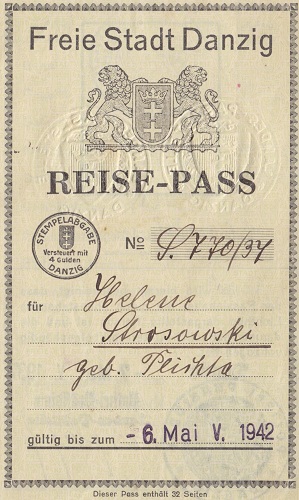 Freie Stadt Danzig
REISE-PASS
STEMPELABGABE
Versteuert mit
4 Gulden
DANZIG
No S. 770/37
für Helene
Strosowski
geb. Plichta
gültig bis zum - 6. Mai V. 1942
Dieser Pass enthält 32 Seiten